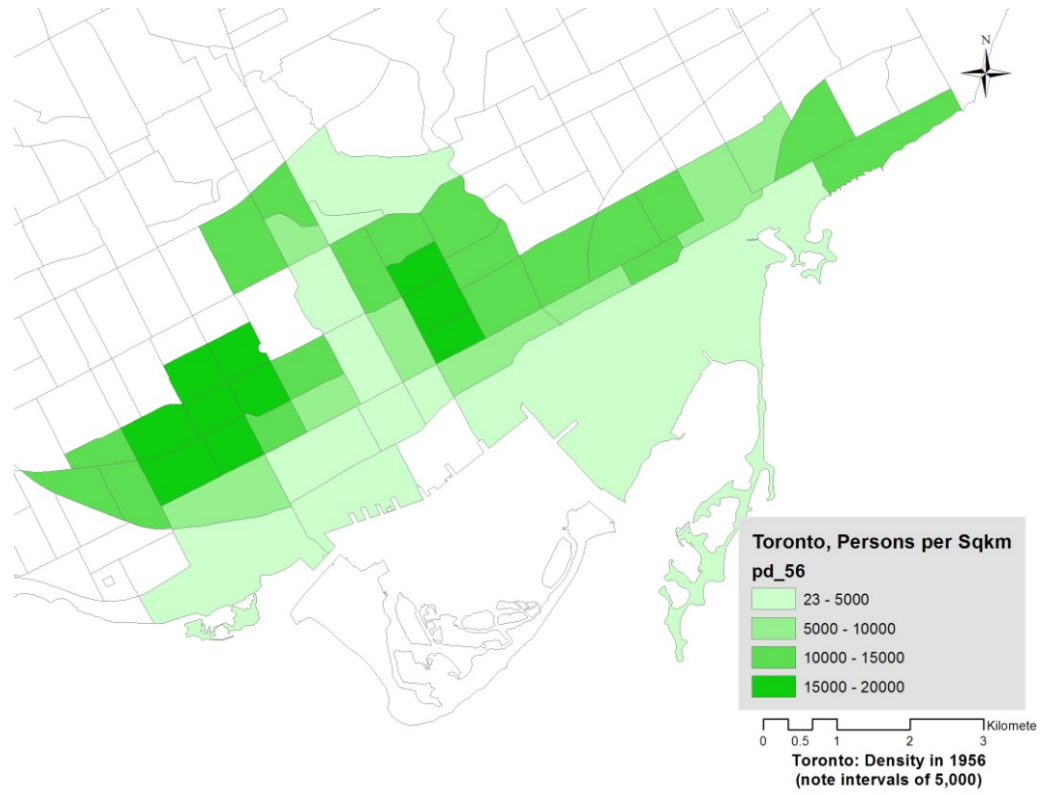 N
Toronto, Persons per Sqkm
pd_56
23 - 5000
5000 - 10000
10000 - 15000
15000 - 20000
Kilomete
0 0.5 1 2 3
Toronto: Density in 1956
(note intervals of 5,000)